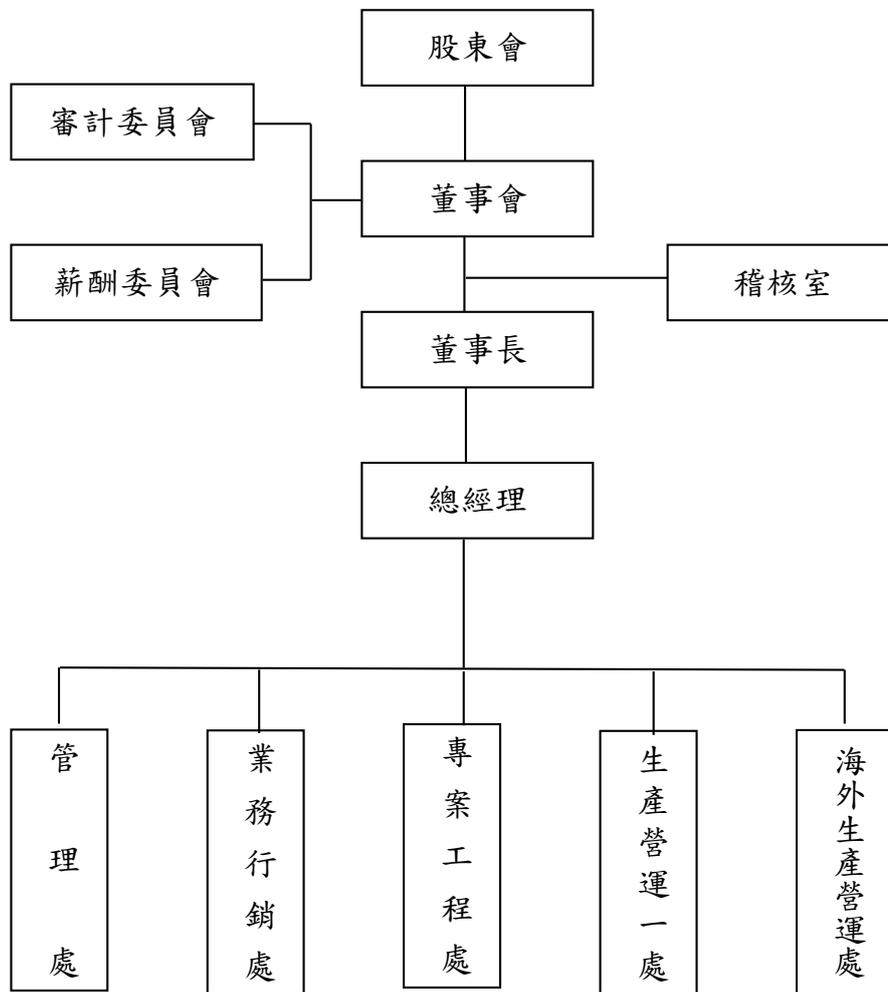 股東會
審計委員會
董事會
薪酬委員會
稽核室
董事長
總經理
管理處
業務行銷處
專案工程處
生產營運一處
海外生產營運處